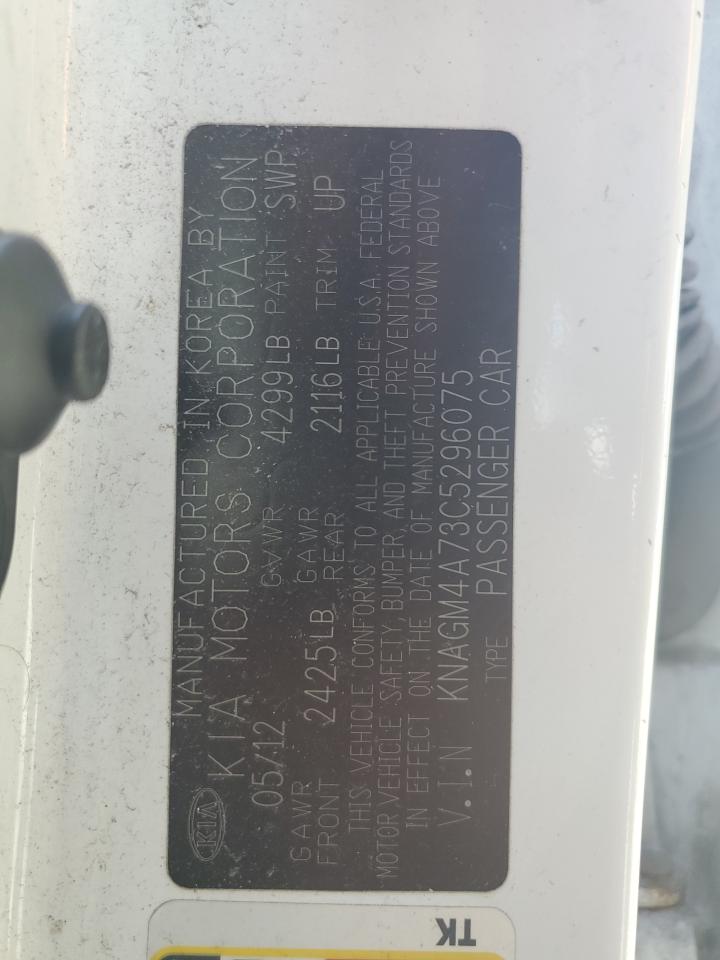 MANUFACTURED IN KOREA BY
KIA KIA MOTORS CORPORATION
05/12 GVWR 4299LB PAINT SWP
GAWR FRONT 2425LB GAWR REAR 2116LB TRIM UP
THIS VEHICLE CONFORMS TO ALL APPLICABLE U.S.A. FEDERAL
MOTOR VEHICLE SAFETY, BUMPER, AND THEFT PREVENTION STANDARDS
IN EFFECT ON THE DATE OF MANUFACTURE SHOWN ABOVE
V.I.N KNAGM4A73C5296075
TYPE PASSENGER CAR
TK